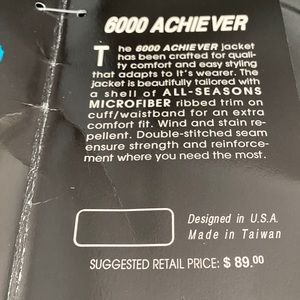 6000 ACHIEVER
The 6000 ACHIEVER jacket
has been crafted for quali-
ty comfort and easy styling
that adapts to it's wearer. The
jacket is beautifully tailored with
a shell of ALL-SEASONS
MICROFIBER ribbed trim on
cuff/waistband for an extra
comfort fit. Wind and stain re-
pellent. Double-stitched seam
ensure strength and reinforce-
ment where you need the most.
Designed in U.S.A.
Made in Taiwan
SUGGESTED RETAIL PRICE: $ 89.00